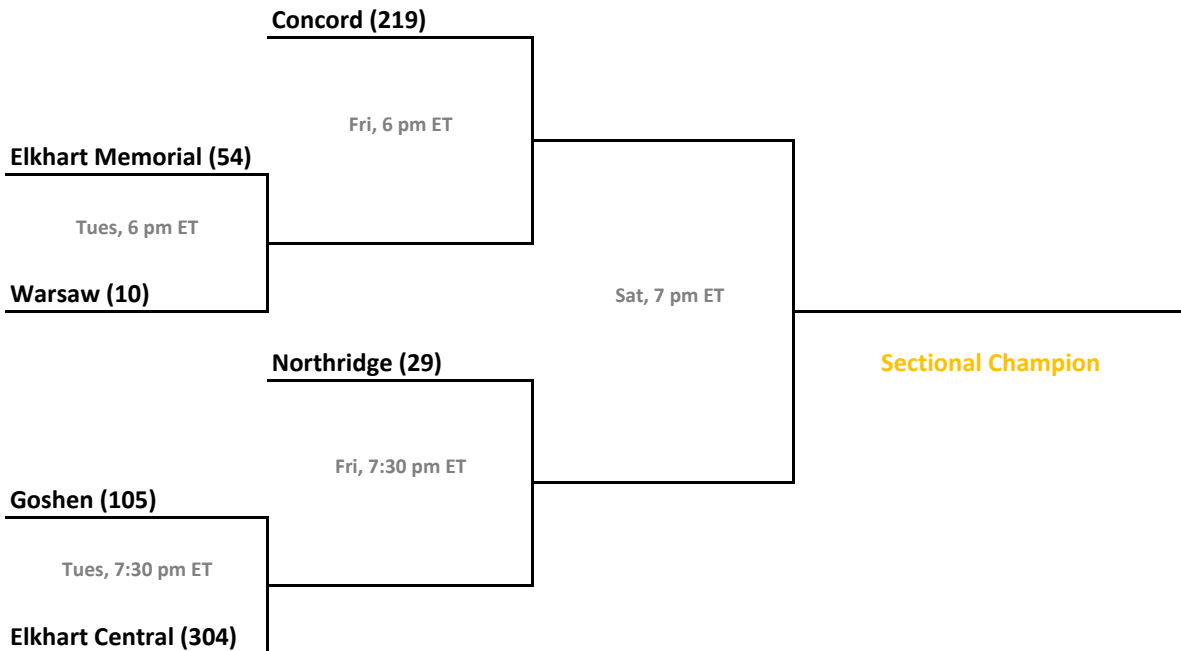 Concord (219)
Fri, 6 pm ET
Elkhart Memorial (54)
Tues, 6 pm ET
Warsaw (10)
Sat, 7 pm ET
Northridge (29)
Sectional Champion
Fri, 7:30 pm ET
Goshen (105)
Tues, 7:30 pm ET
Elkhart Central (304)